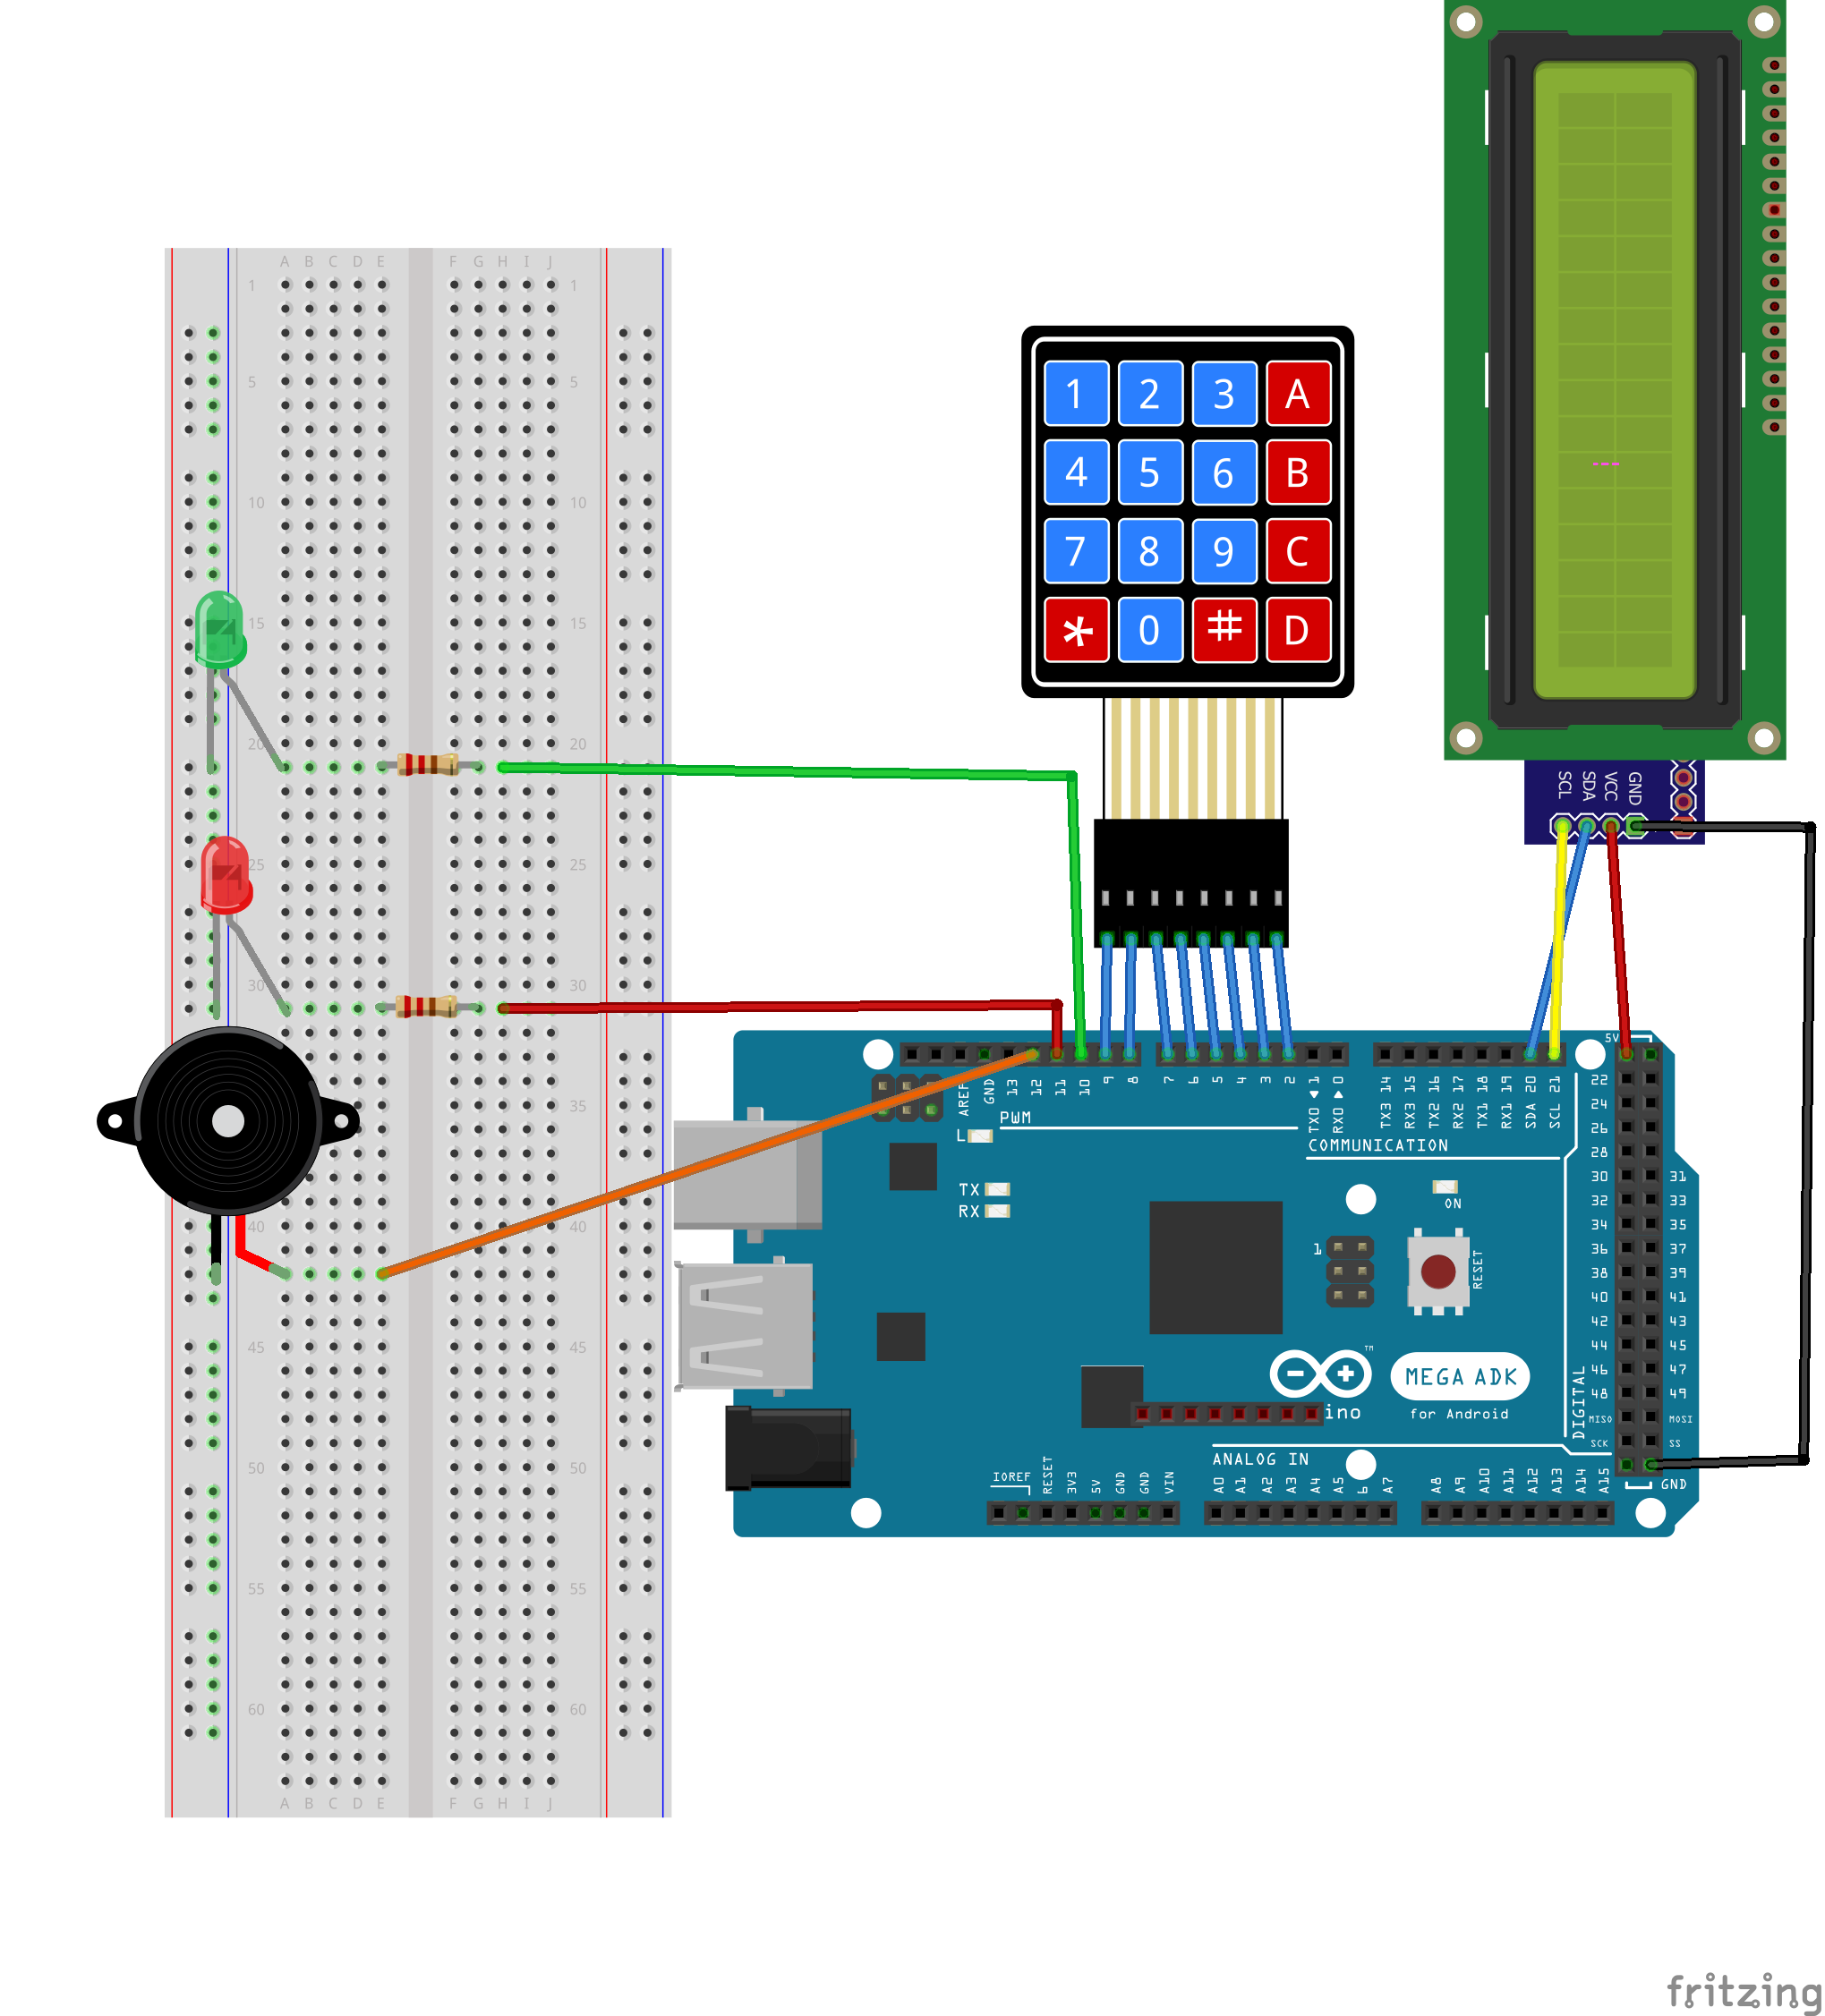 A B C D E F G H I J
1 1
5 5
10 10
15 15
20 20
25 25
30 30
35
40 40
45 45
50 50
55 55
60 60
A B C D E F G H I J
1 2 3 A
4 5 6 B
7 8 9 C
* 0 # D
SCL
SDA
VCC
GND
AREF
GND
13
12
11
10
9
8
7
6
5
4
3
2
TX0 ▶ 1
RX0 ◀ 0
TX3 14
RX3 15
TX2 16
RX2 17
TX1 18
RX1 19
SDA 20
SCL 21
PWM
COMMUNICATION
L
TX
RX
ON
1
RESET
5V
22
24
26
28
30 31
32 33
34 35
36 37
38 39
40 41
42 43
44 45
46 47
48 49
MISO MOSI
SCK SS
GND
DIGITAL
TM
MEGA ADK
for Android
ino
ANALOG IN
IOREF
RESET
3V3
5V
GND
GND
VIN
A0
A1
A2
A3
A4
A5
6
A7
A8
A9
A10
A11
A12
A13
A14
A15
fritzing